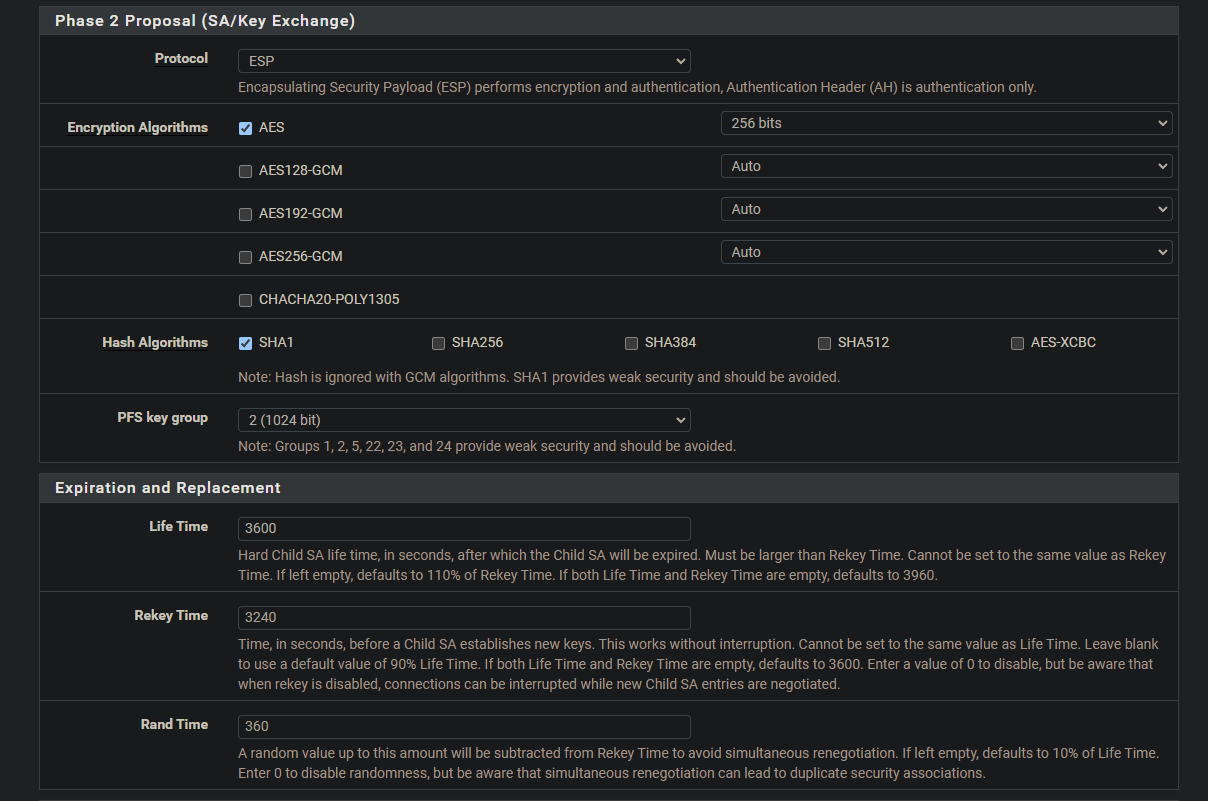 Phase 2 Proposal (SA/Key Exchange)
Protocol
ESP
Encapsulating Security Payload (ESP) performs encryption and authentication, Authentication Header (AH) is authentication only.
Encryption Algorithms
AES
256 bits
AES128-GCM
Auto
AES192-GCM
Auto
AES256-GCM
Auto
CHACHA20-POLY1305
Hash Algorithms
SHA1
SHA256
SHA384
SHA512
AES-XCBC
Note: Hash is ignored with GCM algorithms. SHA1 provides weak security and should be avoided.
PFS key group
2 (1024 bit)
Note: Groups 1, 2, 5, 22, 23, and 24 provide weak security and should be avoided.
Expiration and Replacement
Life Time
3600
Hard Child SA life time, in seconds, after which the Child SA will be expired. Must be larger than Rekey Time. Cannot be set to the same value as Rekey
Time. If left empty, defaults to 110% of Rekey Time. If both Life Time and Rekey Time are empty, defaults to 3960.
Rekey Time
3240
Time, in seconds, before a Child SA establishes new keys. This works without interruption. Cannot be set to the same value as Life Time. Leave blank
to use a default value of 90% Life Time. If both Life Time and Rekey Time are empty, defaults to 3600. Enter a value of 0 to disable, but be aware that
when rekey is disabled, connections can be interrupted while new Child SA entries are negotiated.
Rand Time
360
A random value up to this amount will be subtracted from Rekey Time to avoid simultaneous renegotiation. If left empty, defaults to 10% of Life Time.
Enter 0 to disable randomness, but be aware that simultaneous renegotiation can lead to duplicate security associations.